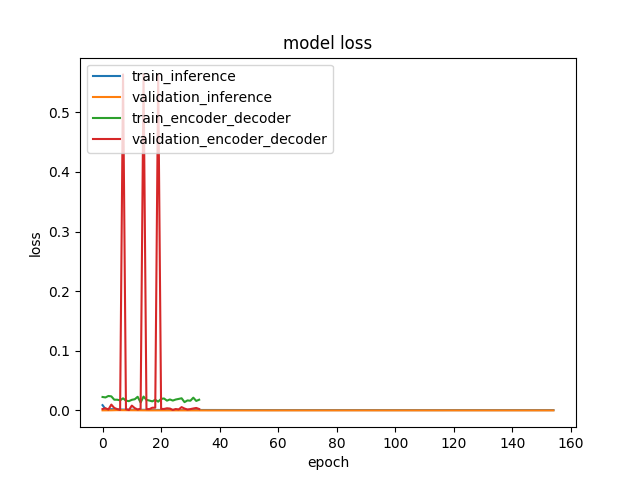 model loss
train_inference
validation_inference
train_encoder_decoder
validation_encoder_decoder
0.5
0.4
0.3
0.2
0.1
0.0
loss
0 20 40 60 80 100 120 140 160
epoch